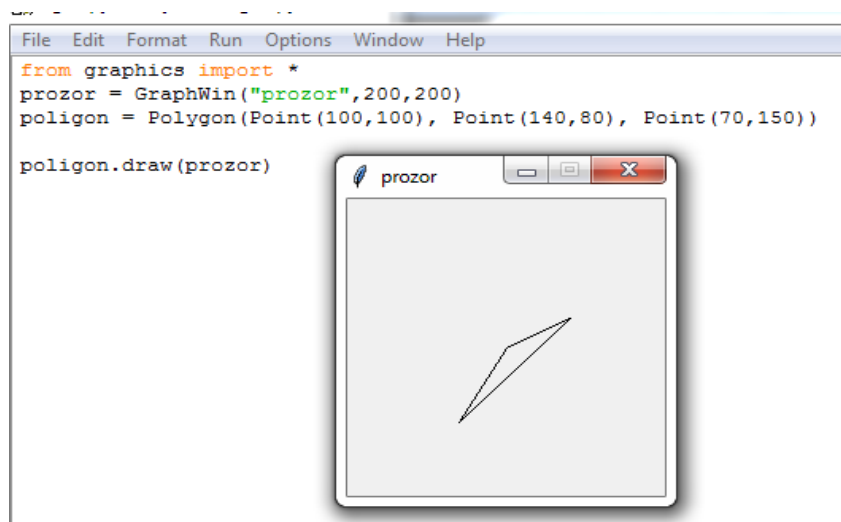 File Edit Format Run Options Window Help
from graphics import *
prozor = GraphWin("prozor",200,200)
poligon = Polygon(Point(100,100), Point(140,80), Point(70,150))
poligon.draw(prozor)
prozor